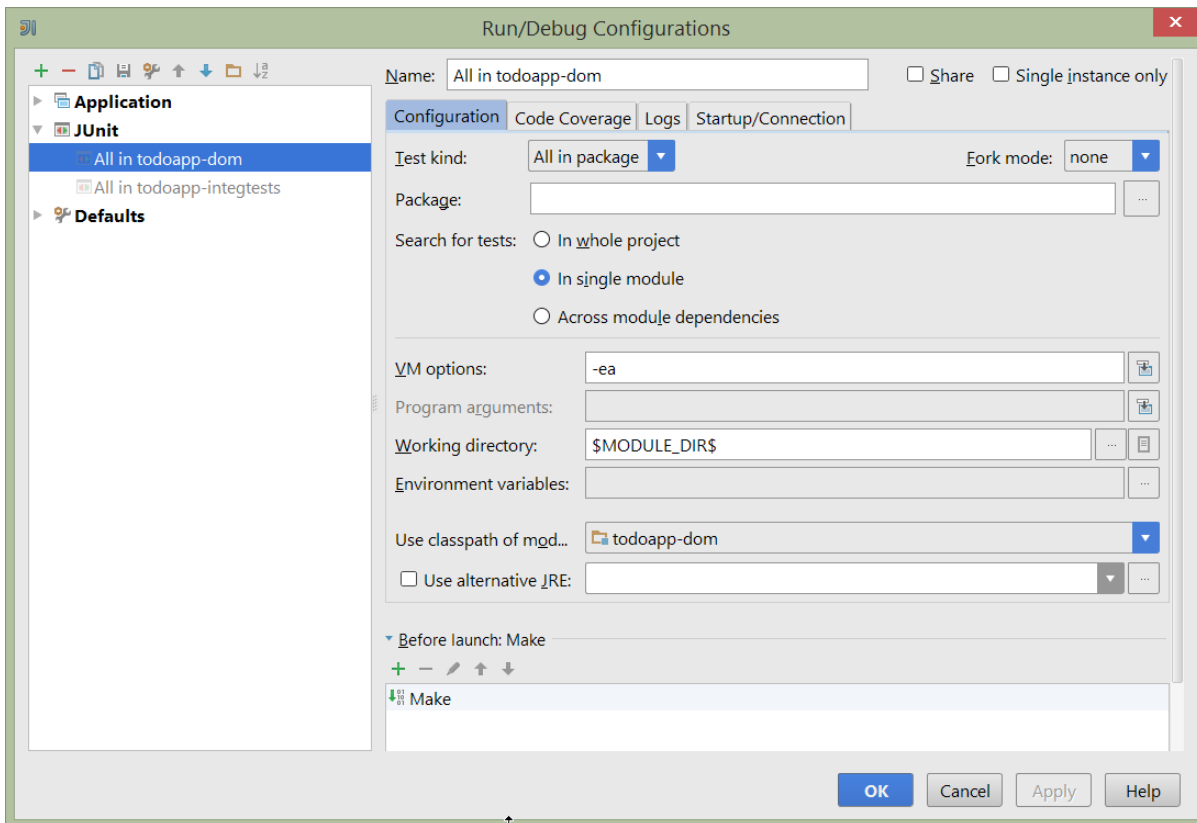 Run/Debug Configurations
Application
JUnit
All in todoapp-dom
All in todoapp-integtests
Defaults
Name: All in todoapp-dom Share Single instance only
Configuration Code Coverage Logs Startup/Connection
Test kind: All in package Fork mode: none
Package: ...
Search for tests: In whole project
In single module
Across module dependencies
VM options: -ea
Program arguments:
Working directory: $MODULE_DIR$ ...
Environment variables: ...
Use classpath of mod... todoapp-dom
Use alternative JRE: ...
Before launch: Make
Make
OK Cancel Apply Help